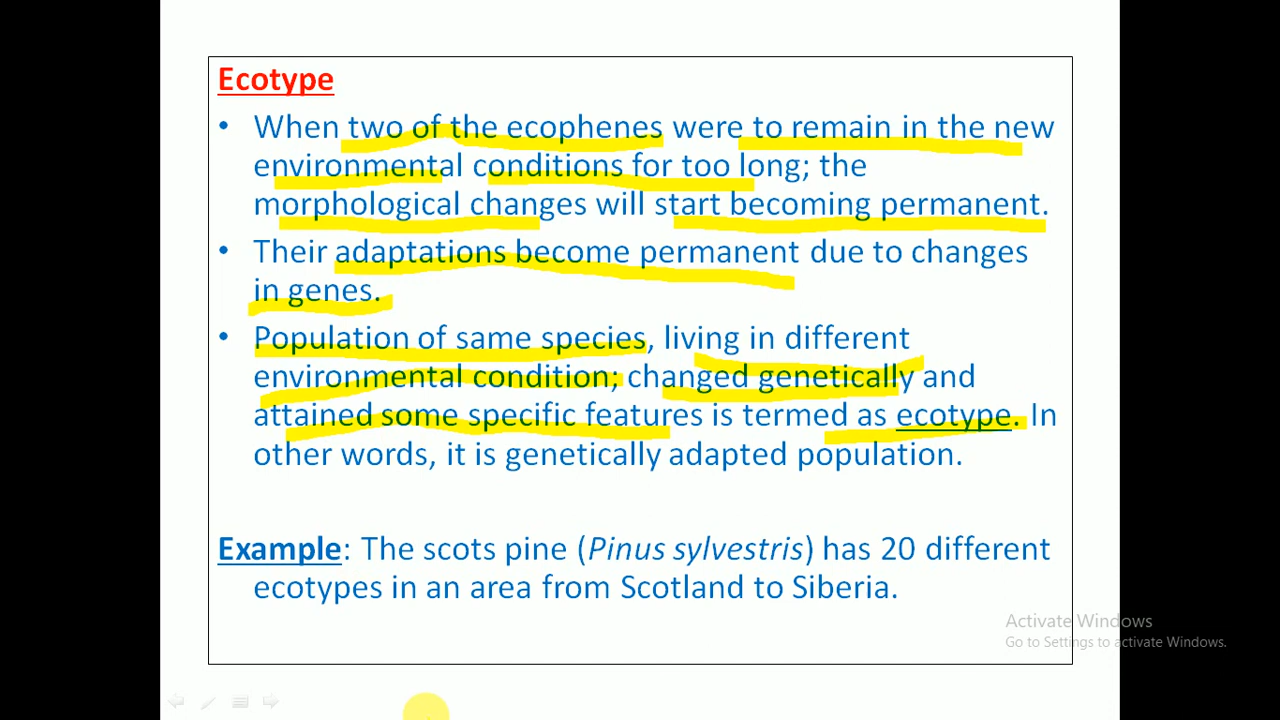 Ecotype
• When two of the ecophenes were to remain in the new
environmental conditions for too long; the
morphological changes will start becoming permanent.
• Their adaptations become permanent due to changes
in genes.
• Population of same species, living in different
environmental condition; changed genetically and
attained some specific features is termed as ecotype. In
other words, it is genetically adapted population.
Example: The scots pine (Pinus sylvestris) has 20 different
ecotypes in an area from Scotland to Siberia.
Activate Windows
Go to Settings to activate Windows.